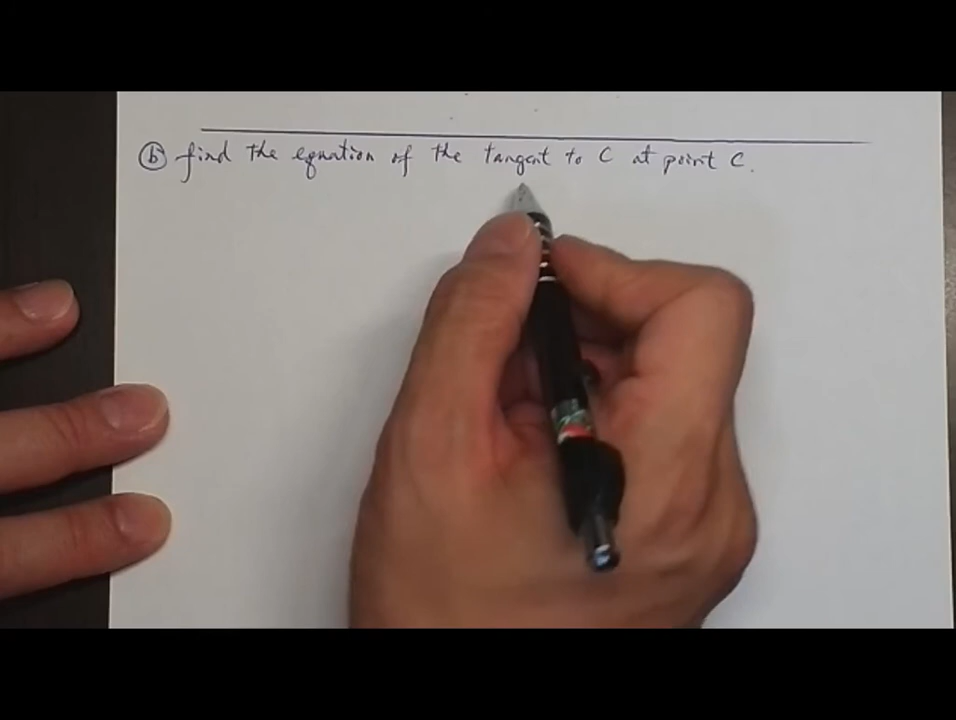 (b) find the equation of the tangent to C at point C.